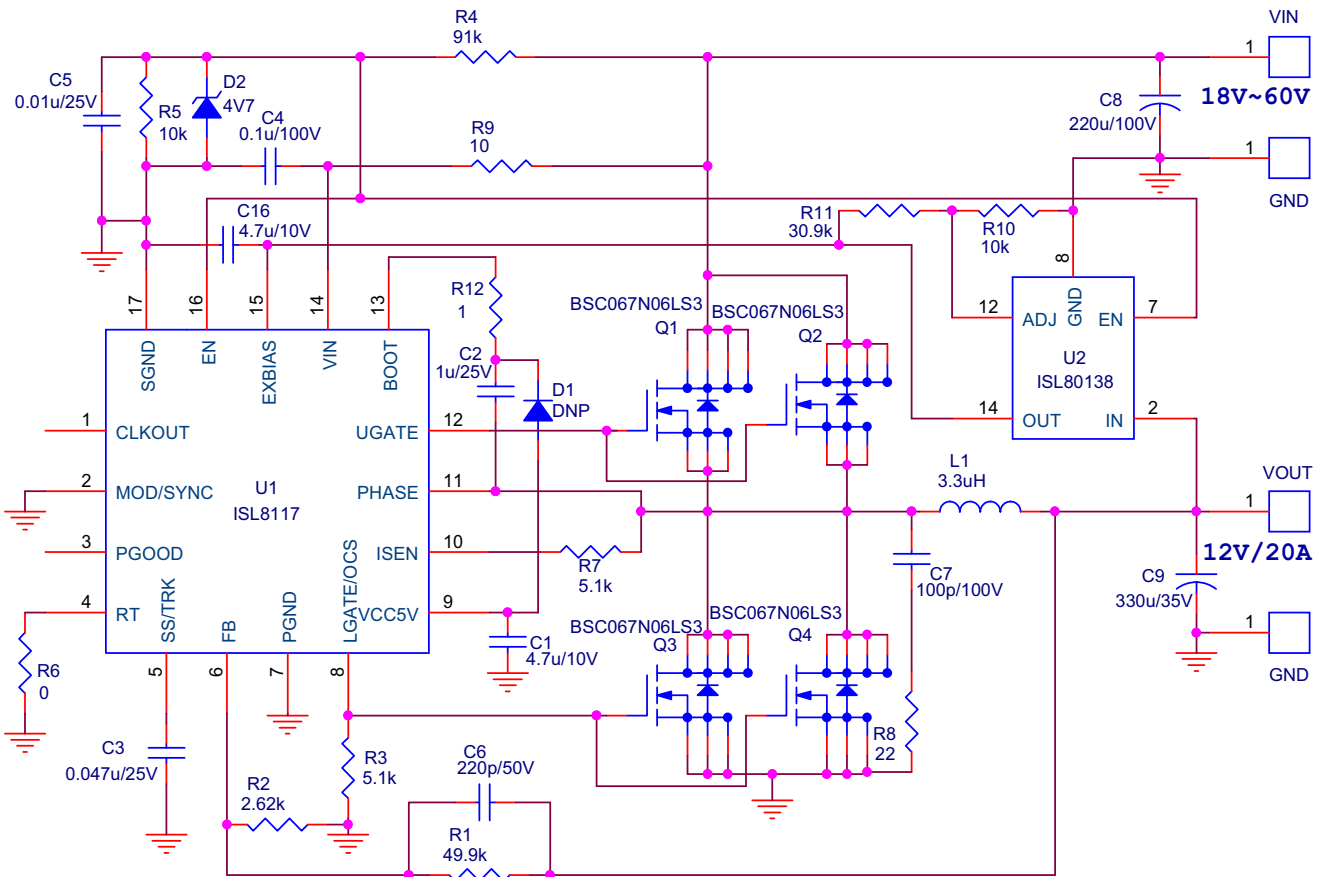 R4
91k
VIN
1
18V~60V
C5
0.01u/25V
R5
10k
D2
4V7
C4
0.1u/100V
R9
10
C8
220u/100V
1
GND
C16
4.7u/10V
R11
30.9k
R10
10k
17
16
15
14
13
SGND
EN
EXBIAS
VIN
BOOT
R12
1
C2
1u/25V
D1
DNP
BSC067N06LS3
Q1
BSC067N06LS3
Q2
8
12
ADJ
GND
EN
7
U2
ISL80138
14
OUT
IN
2
1
CLKOUT
UGATE
12
2
MOD/SYNC
PHASE
11
U1
ISL8117
3
PGOOD
ISEN
10
4
RT
SS/TRK
FB
PGND
LGATE/OCS
VCC5V
9
R7
5.1k
L1
3.3uH
VOUT
1
12V/20A
C7
100p/100V
C9
330u/35V
1
GND
C1
4.7u/10V
BSC067N06LS3
Q3
BSC067N06LS3
Q4
R6
0
5
6
7
8
C3
0.047u/25V
R2
2.62k
R3
5.1k
C6
220p/50V
R8
22
R1
49.9k